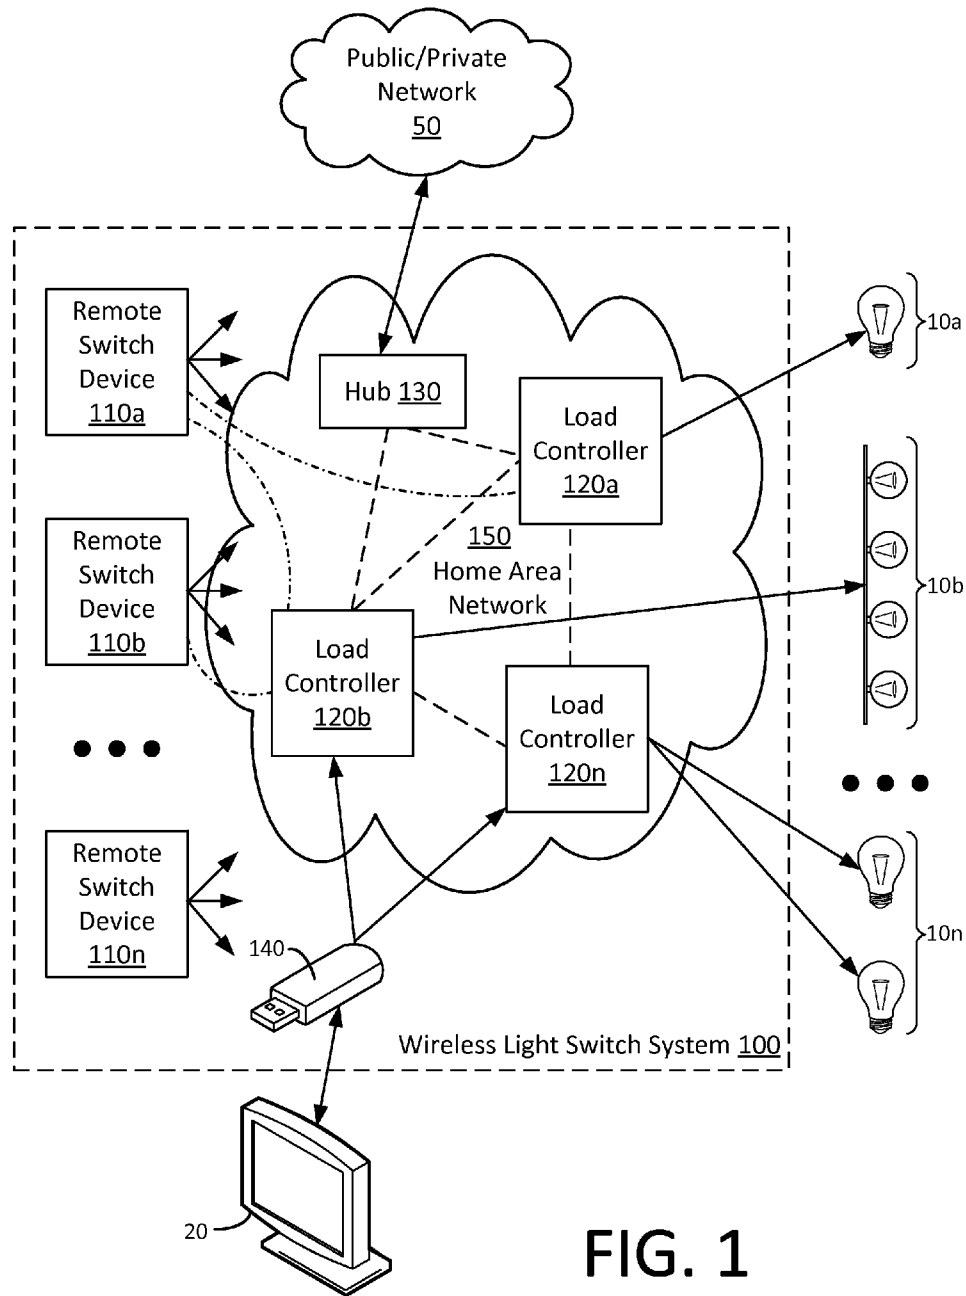 Public/Private
Network
50
Remote
Switch
Device
110a
Hub 130
Load
Controller
120a
10a
150
Home Area
Network
Remote
Switch
Device
110b
10b
Load
Controller
120b
Load
Controller
120n
Remote
Switch
Device
110n
10n
140
Wireless Light Switch System 100
20
FIG. 1